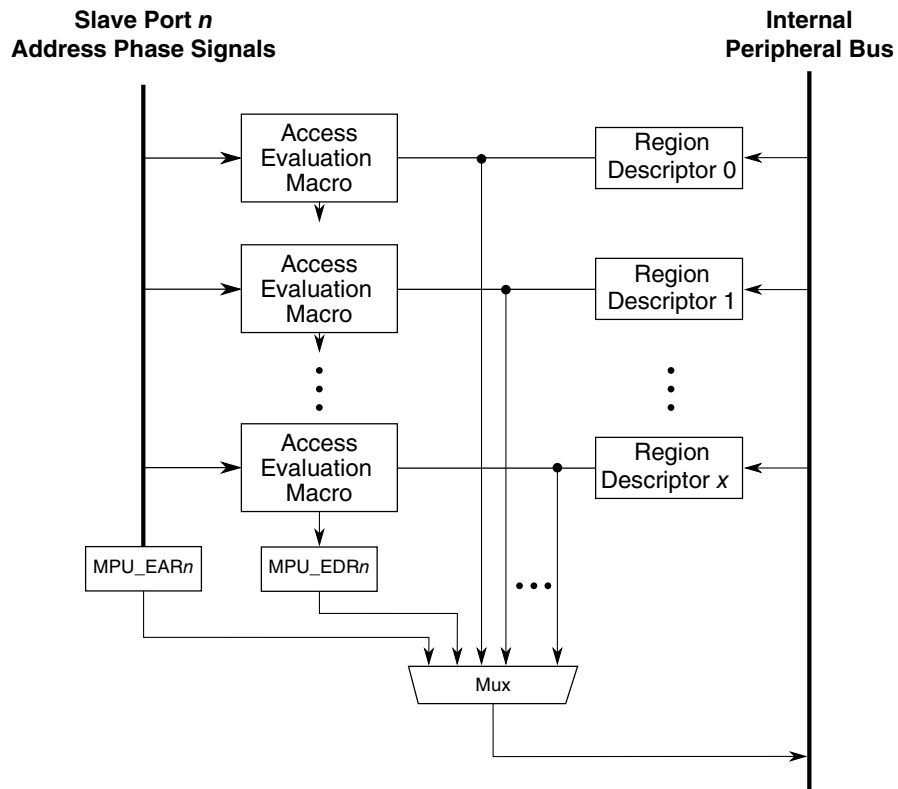 Slave Port n
Address Phase Signals
Internal
Peripheral Bus
Access
Evaluation
Macro
Region
Descriptor 0
Access
Evaluation
Macro
Region
Descriptor 1
Access
Evaluation
Macro
Region
Descriptor x
MPU_EARn
MPU_EDRn
Mux